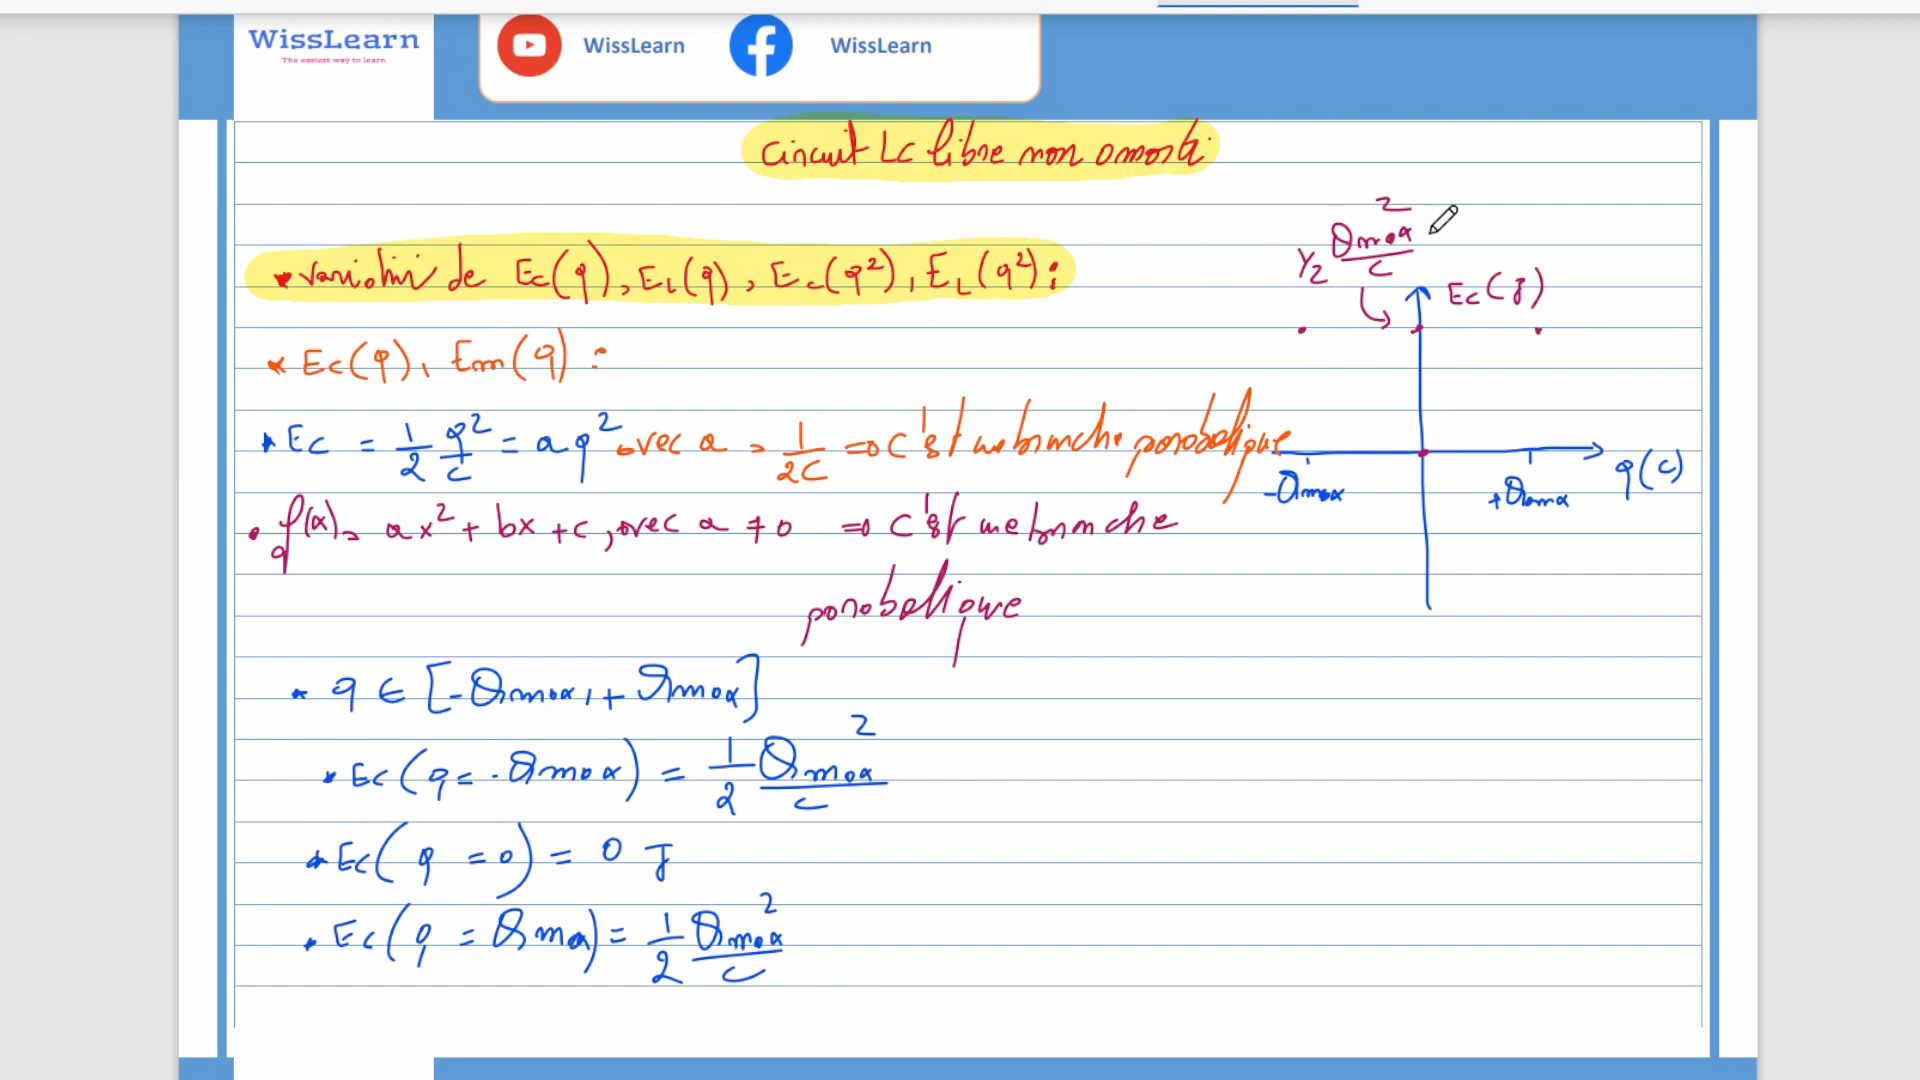 WissLearn
The easiest way to learn
WissLearn
WissLearn
Circuit LC libre non amorti
* variation de Ec(q), EL(q), Ec(q²), EL(q²) :
* Ec(q), Em(q) :
* Ec = 1/2 q²/c = a q² avec a = 1/2C => C'est une branche parabolique
• f(x) = ax² + bx + c, avec a ≠ 0 => C'est une branche
parabolique
* q ∈ [-Qmax, + Qmax]
* Ec(q = -Qmax) = 1/2 Qmax²/c
* Ec(q = 0) = 0 J
* Ec(q = Qmax) = 1/2 Qmax²/c
1/2 Qmax²/c
Ec(J)
-Qmax
+Qmax
q(C)